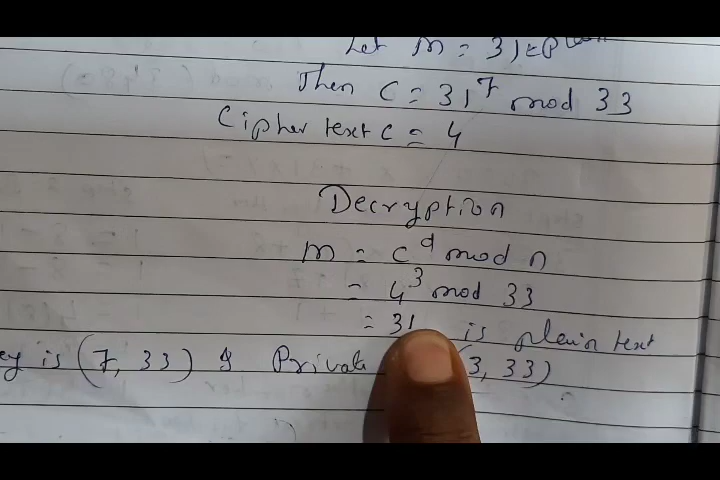 Let m = 31
Then C = 31^7 mod 33
Cipher text C = 4
Decryption
m = c^d mod n
= 4^3 mod 33
= 31 is plain text
is (7, 33) & Private (3, 33)